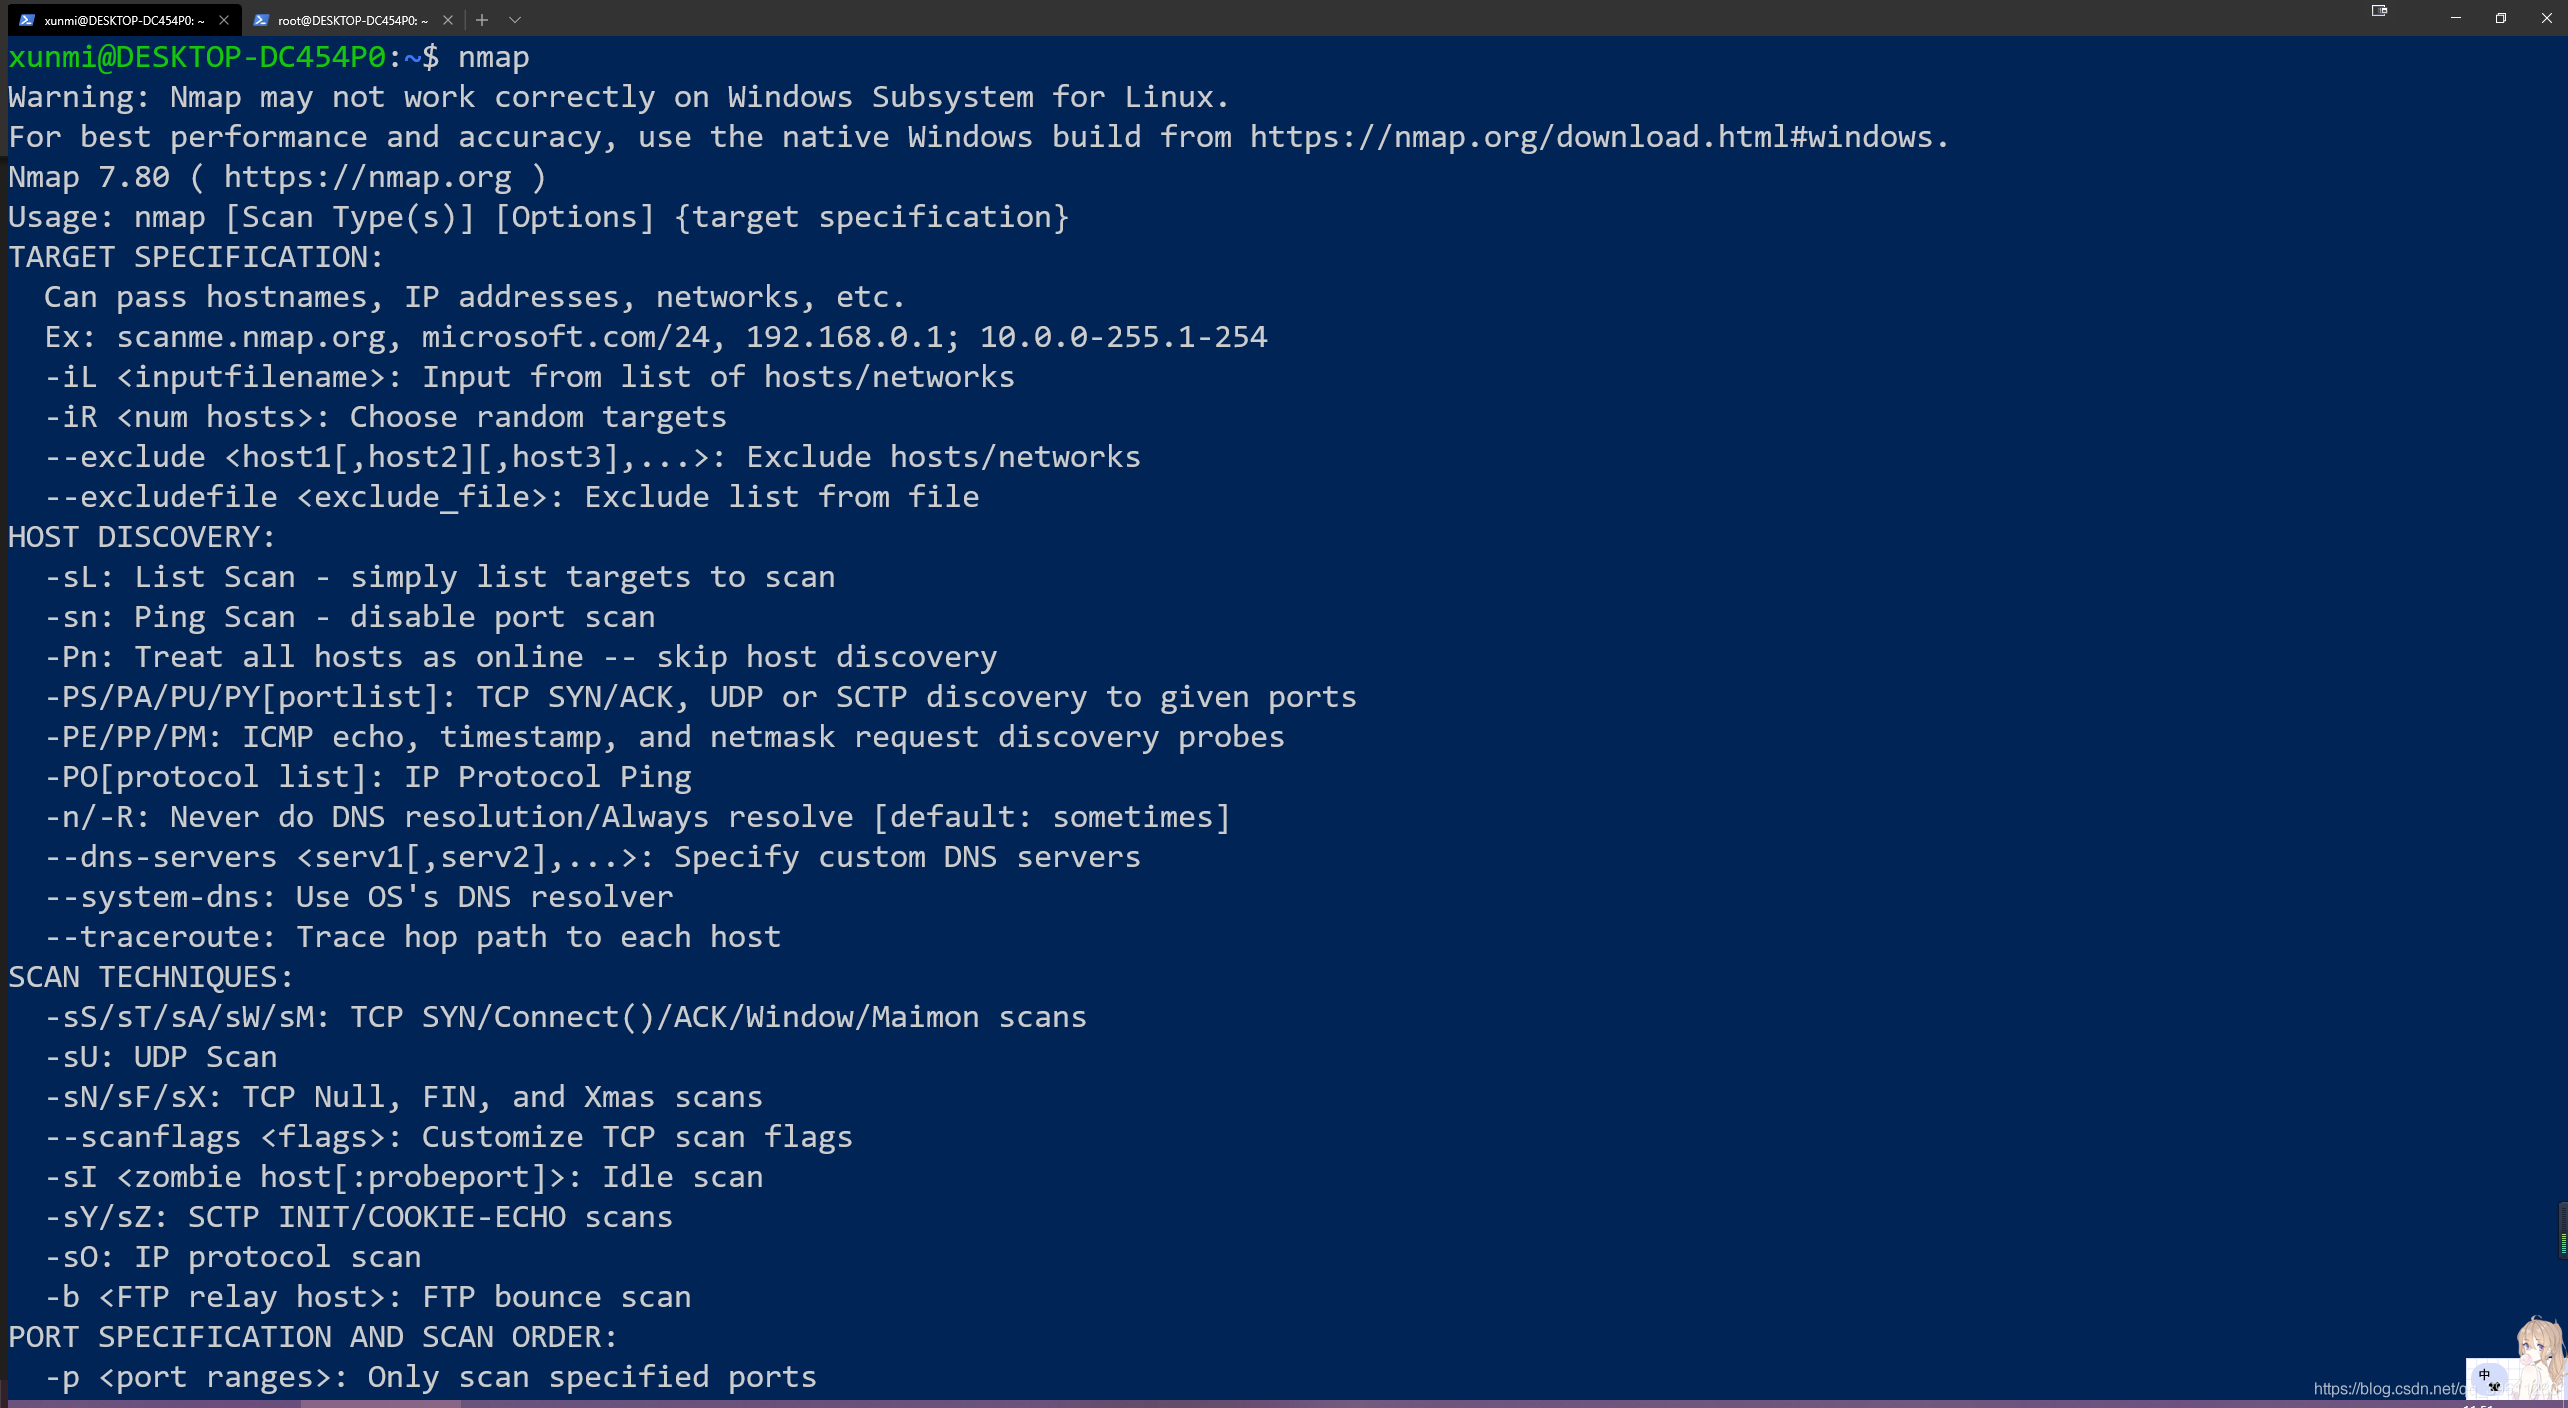 xunmi@DESKTOP-DC454P0: ~
root@DESKTOP-DC454P0: ~
xunmi@DESKTOP-DC454P0:~$ nmap
Warning: Nmap may not work correctly on Windows Subsystem for Linux.
For best performance and accuracy, use the native Windows build from https://nmap.org/download.html#windows.
Nmap 7.80 ( https://nmap.org )
Usage: nmap [Scan Type(s)] [Options] {target specification}
TARGET SPECIFICATION:
  Can pass hostnames, IP addresses, networks, etc.
  Ex: scanme.nmap.org, microsoft.com/24, 192.168.0.1; 10.0.0-255.1-254
  -iL <inputfilename>: Input from list of hosts/networks
  -iR <num hosts>: Choose random targets
  --exclude <host1[,host2][,host3],...>: Exclude hosts/networks
  --excludefile <exclude_file>: Exclude list from file
HOST DISCOVERY:
  -sL: List Scan - simply list targets to scan
  -sn: Ping Scan - disable port scan
  -Pn: Treat all hosts as online -- skip host discovery
  -PS/PA/PU/PY[portlist]: TCP SYN/ACK, UDP or SCTP discovery to given ports
  -PE/PP/PM: ICMP echo, timestamp, and netmask request discovery probes
  -PO[protocol list]: IP Protocol Ping
  -n/-R: Never do DNS resolution/Always resolve [default: sometimes]
  --dns-servers <serv1[,serv2],...>: Specify custom DNS servers
  --system-dns: Use OS's DNS resolver
  --traceroute: Trace hop path to each host
SCAN TECHNIQUES:
  -sS/sT/sA/sW/sM: TCP SYN/Connect()/ACK/Window/Maimon scans
  -sU: UDP Scan
  -sN/sF/sX: TCP Null, FIN, and Xmas scans
  --scanflags <flags>: Customize TCP scan flags
  -sI <zombie host[:probeport]>: Idle scan
  -sY/sZ: SCTP INIT/COOKIE-ECHO scans
  -sO: IP protocol scan
  -b <FTP relay host>: FTP bounce scan
PORT SPECIFICATION AND SCAN ORDER:
  -p <port ranges>: Only scan specified ports
中